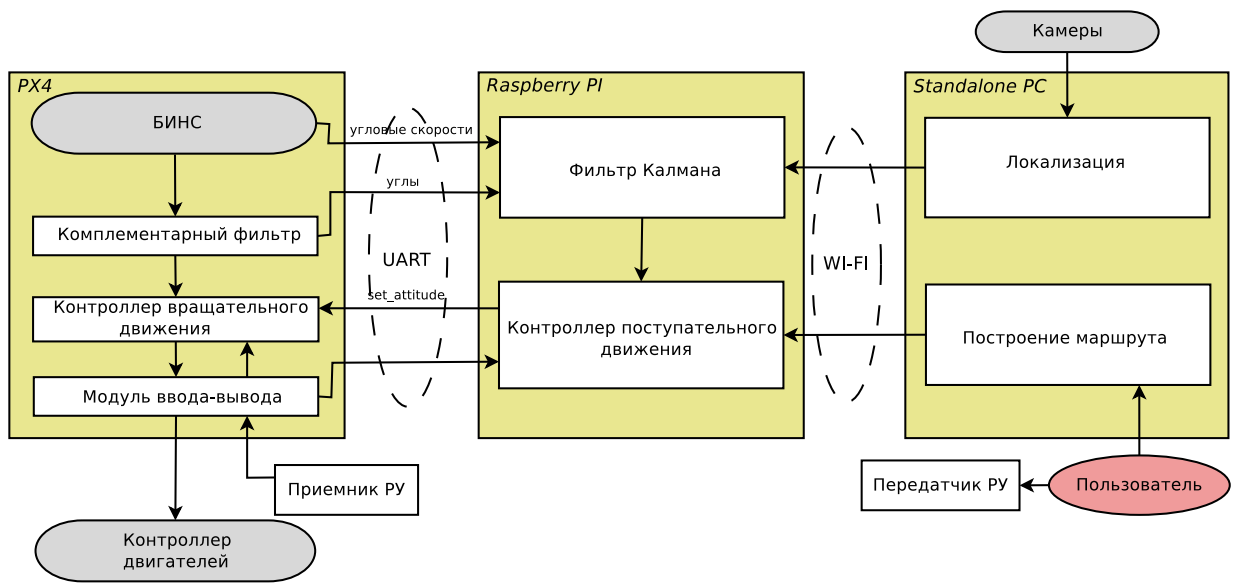 Камеры
PX4
БИНС
Комплементарный фильтр
Контроллер вращательного
движения
Модуль ввода-вывода
Приемник РУ
Контроллер
двигателей
угловые скорости
углы
UART
set_attitude
Raspberry PI
Фильтр Калмана
Контроллер поступательного
движения
WI-FI
Standalone PC
Локализация
Построение маршрута
Передатчик РУ
Пользователь